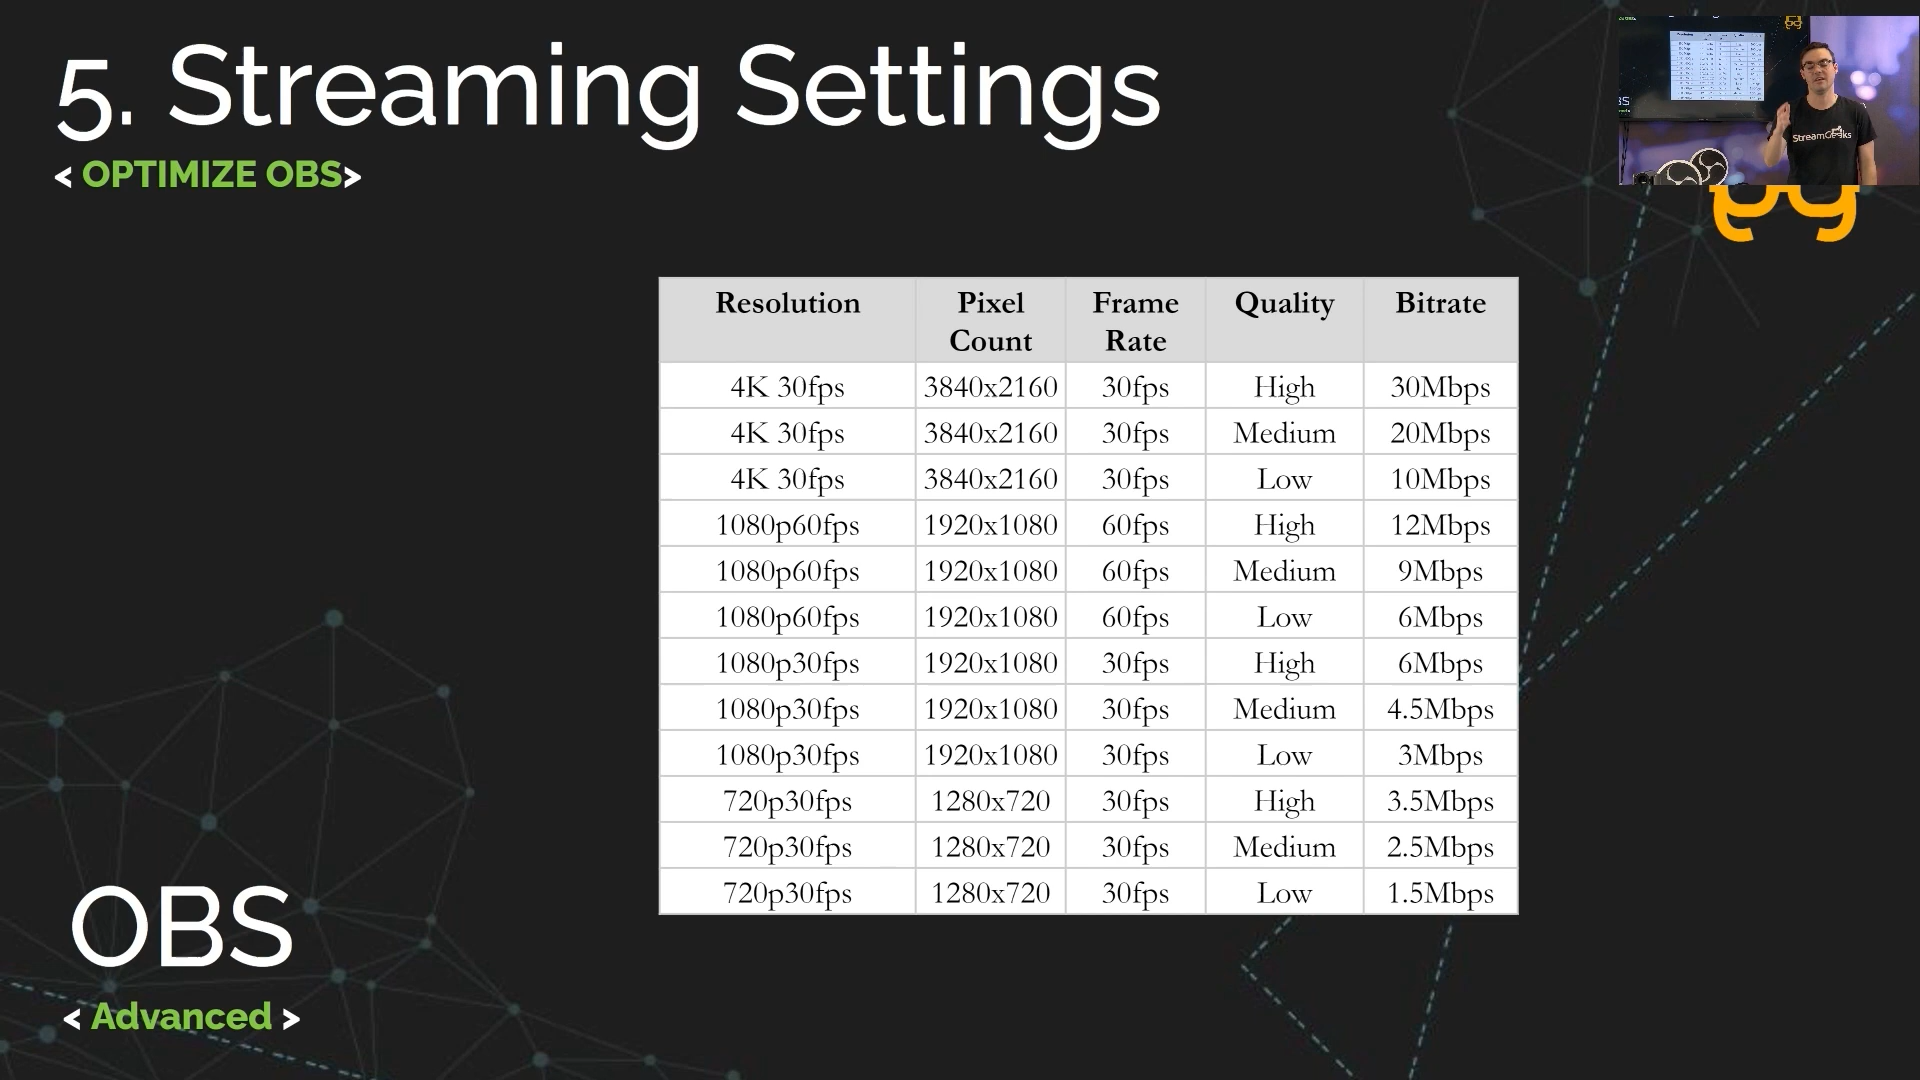 5. Streaming Settings
< OPTIMIZE OBS>
StreamGeeks
Resolution Pixel Count Frame Rate Quality Bitrate
4K 30fps 3840x2160 30fps High 30Mbps
4K 30fps 3840x2160 30fps Medium 20Mbps
4K 30fps 3840x2160 30fps Low 10Mbps
1080p60fps 1920x1080 60fps High 12Mbps
1080p60fps 1920x1080 60fps Medium 9Mbps
1080p60fps 1920x1080 60fps Low 6Mbps
1080p30fps 1920x1080 30fps High 6Mbps
1080p30fps 1920x1080 30fps Medium 4.5Mbps
1080p30fps 1920x1080 30fps Low 3Mbps
720p30fps 1280x720 30fps High 3.5Mbps
720p30fps 1280x720 30fps Medium 2.5Mbps
720p30fps 1280x720 30fps Low 1.5Mbps
OBS
< Advanced >